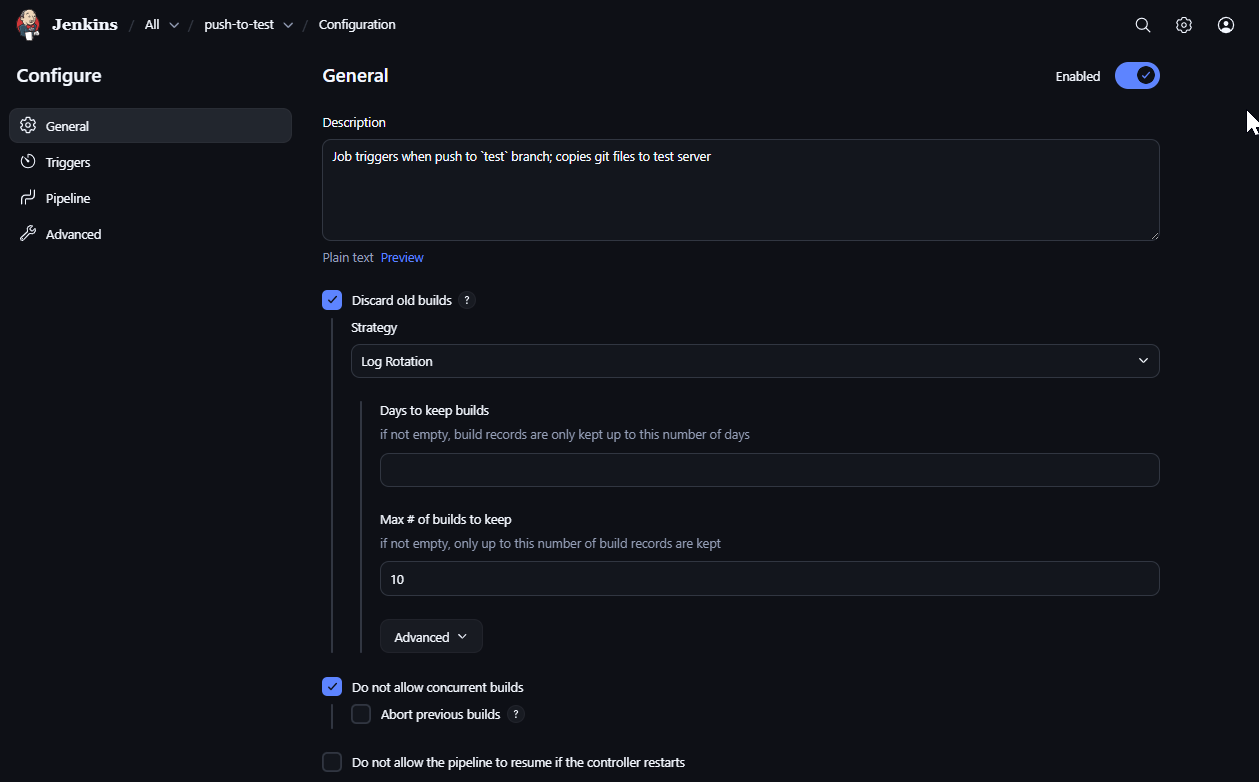 Jenkins / All / push-to-test / Configuration
Configure
General
Triggers
Pipeline
Advanced
General
Enabled
Description
Job triggers when push to `test` branch; copies git files to test server
Plain text Preview
Discard old builds ?
Strategy
Log Rotation
Days to keep builds
if not empty, build records are only kept up to this number of days
Max # of builds to keep
if not empty, only up to this number of build records are kept
10
Advanced
Do not allow concurrent builds
Abort previous builds ?
Do not allow the pipeline to resume if the controller restarts